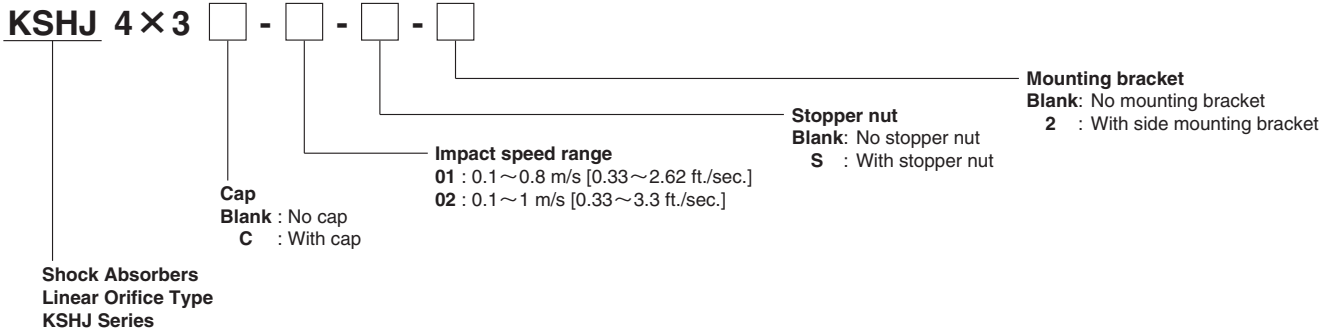 KSHJ 4×3 □ - □ - □ - □
Mounting bracket
Blank: No mounting bracket
2 : With side mounting bracket
Stopper nut
Blank: No stopper nut
S : With stopper nut
Impact speed range
01 : 0.1～0.8 m/s [0.33～2.62 ft./sec.]
02 : 0.1～1 m/s [0.33～3.3 ft./sec.]
Cap
Blank : No cap
C : With cap
Shock Absorbers
Linear Orifice Type
KSHJ Series